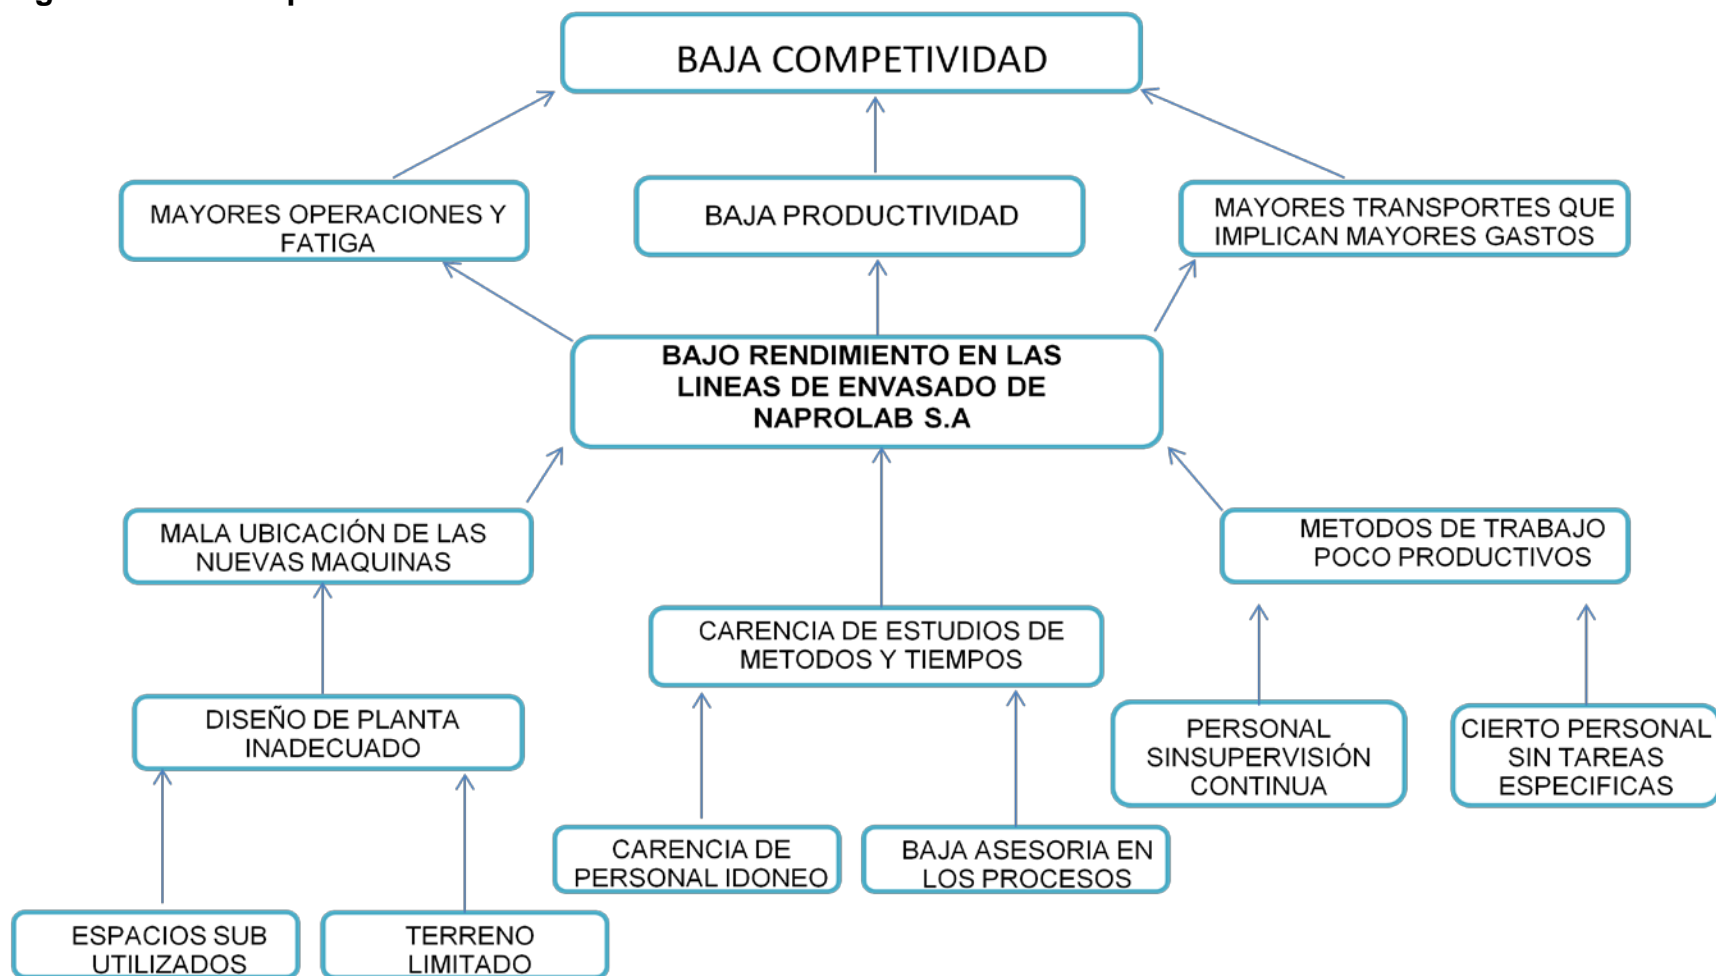 BAJA COMPETIVIDAD
MAYORES OPERACIONES Y
FATIGA
BAJA PRODUCTIVIDAD
MAYORES TRANSPORTES QUE
IMPLICAN MAYORES GASTOS
BAJO RENDIMIENTO EN LAS
LINEAS DE ENVASADO DE
NAPROLAB S.A
MALA UBICACIÓN DE LAS
NUEVAS MAQUINAS
METODOS DE TRABAJO
POCO PRODUCTIVOS
CARENCIA DE ESTUDIOS DE
METODOS Y TIEMPOS
DISEÑO DE PLANTA
INADECUADO
PERSONAL
SINSUPERVISIÓN
CONTINUA
CIERTO PERSONAL
SIN TAREAS
ESPECIFICAS
CARENCIA DE
PERSONAL IDONEO
BAJA ASESORIA EN
LOS PROCESOS
ESPACIOS SUB
UTILIZADOS
TERRENO
LIMITADO